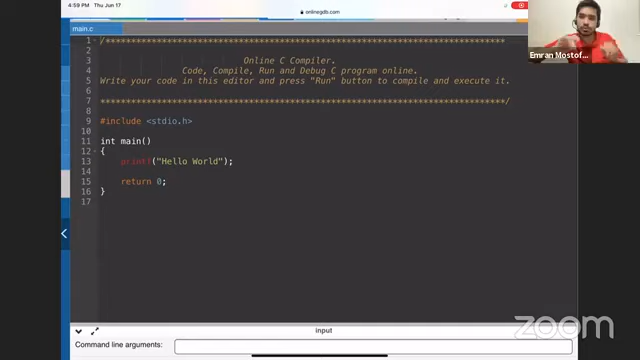 4:59 PM Thu Jun 17
onlinegdb.com
main.c
Emran Mostof...
1 /******************************************************************************
2
3 Online C Compiler.
4 Code, Compile, Run and Debug C program online.
5 Write your code in this editor and press "Run" button to compile and execute it.
6
7 *******************************************************************************/
8
9 #include <stdio.h>
10
11 int main()
12 {
13 printf("Hello World");
14
15 return 0;
16 }
17
zoom
input
Command line arguments: